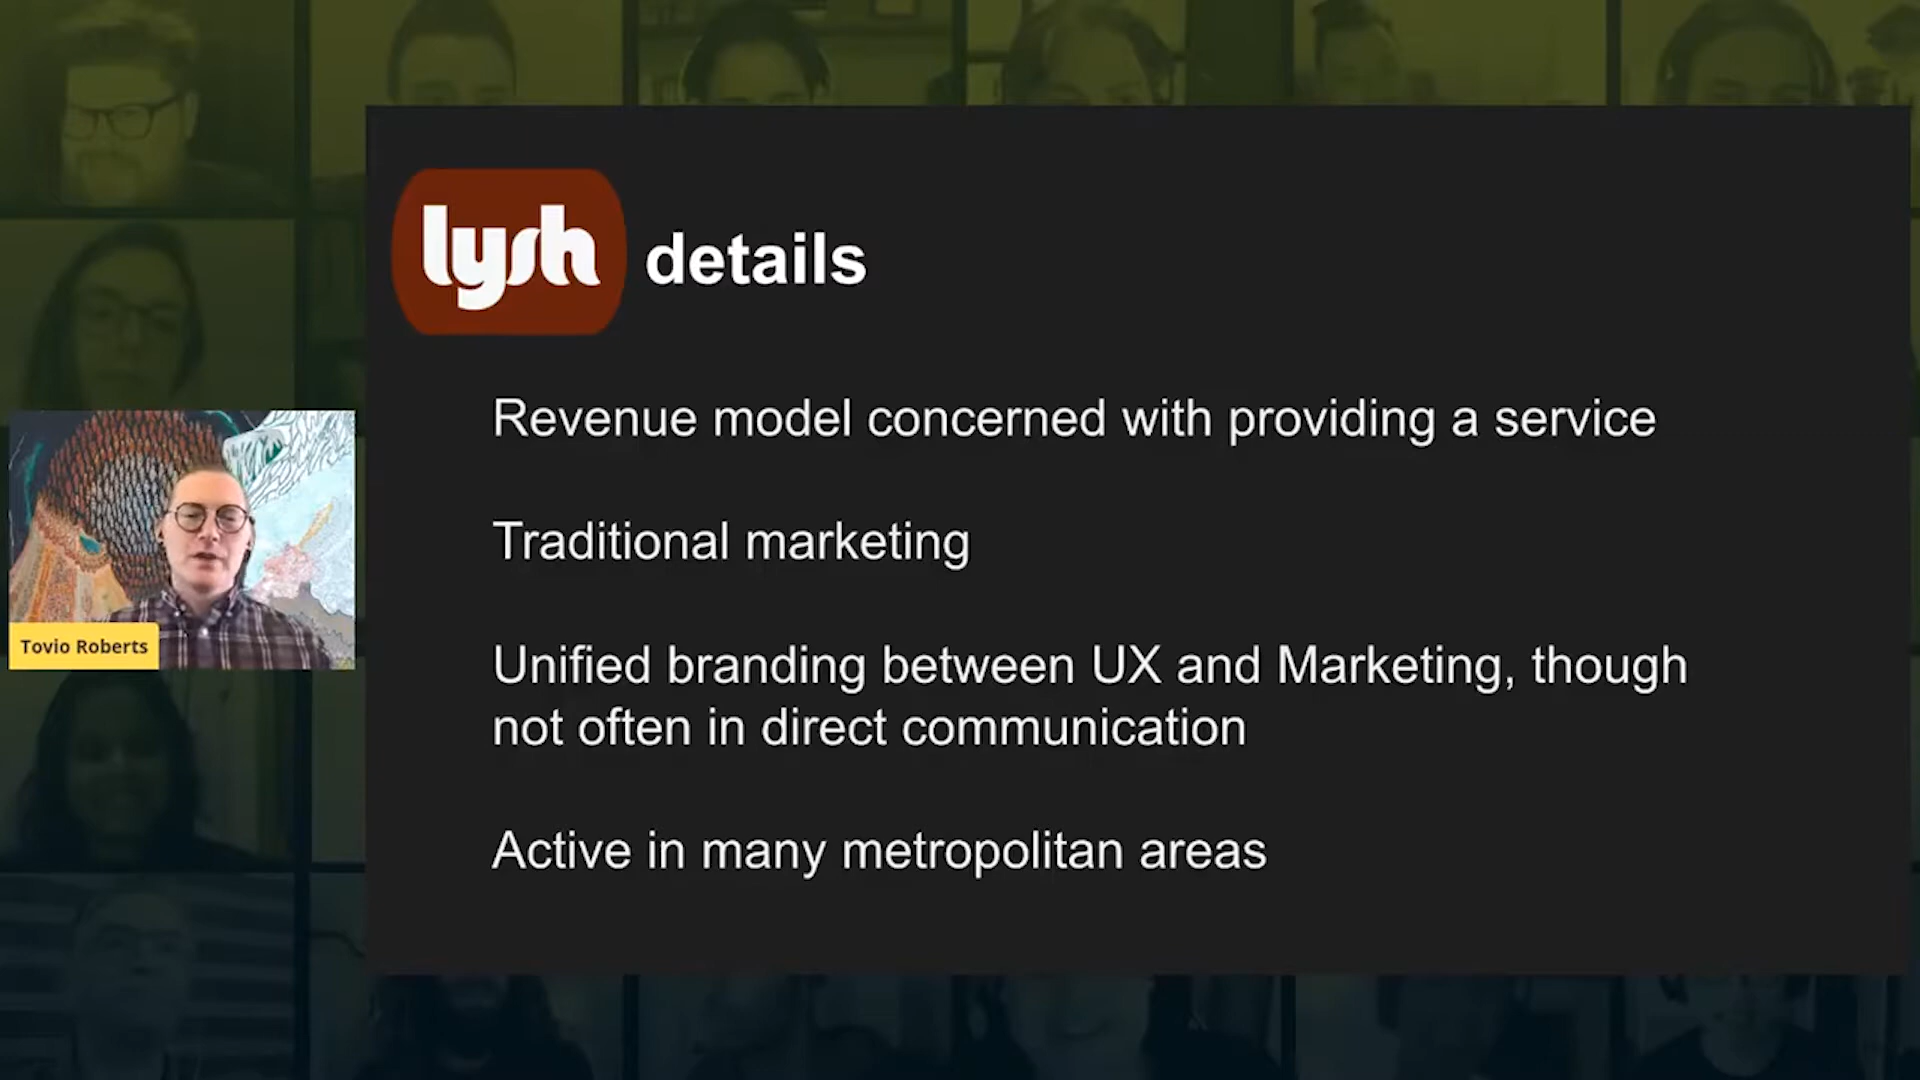 lysh details
Revenue model concerned with providing a service
Traditional marketing
Unified branding between UX and Marketing, though
not often in direct communication
Active in many metropolitan areas
Tovio Roberts